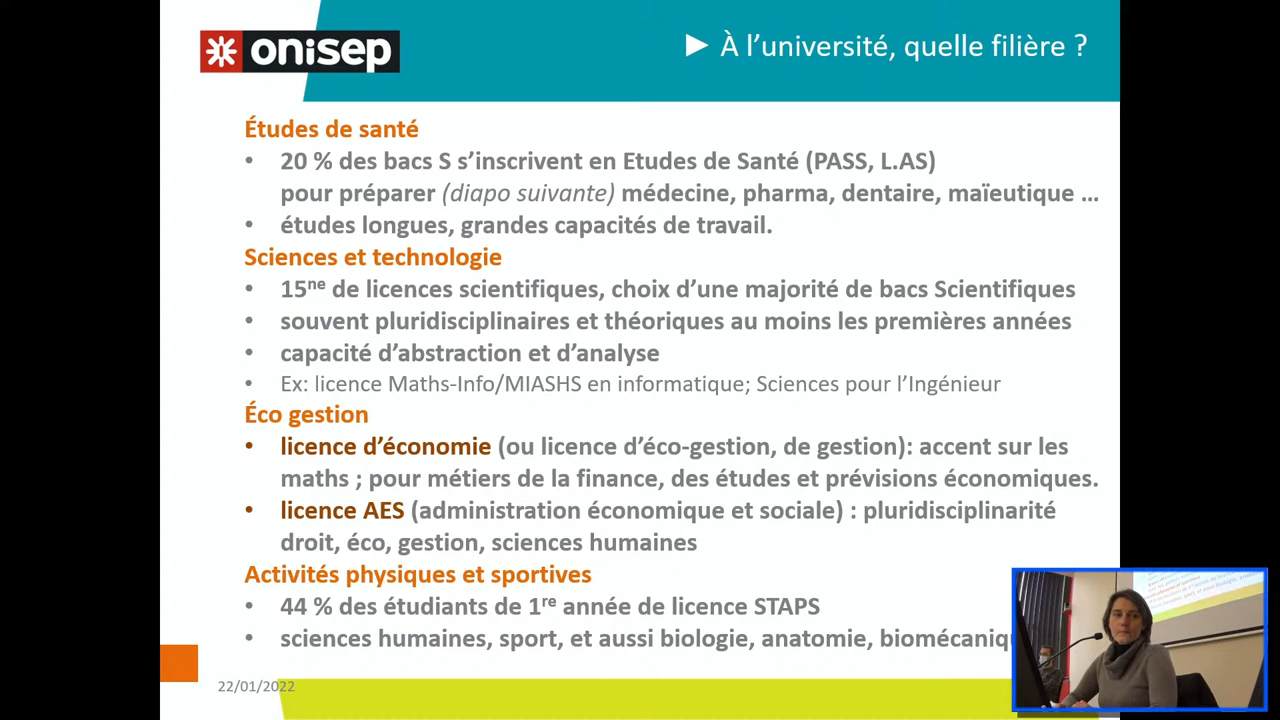 onisep
► À l’université, quelle filière ?
Études de santé
• 20 % des bacs S s’inscrivent en Etudes de Santé (PASS, L.AS)
pour préparer (diapo suivante) médecine, pharma, dentaire, maïeutique ...
• études longues, grandes capacités de travail.
Sciences et technologie
• 15ne de licences scientifiques, choix d’une majorité de bacs Scientifiques
• souvent pluridisciplinaires et théoriques au moins les premières années
• capacité d’abstraction et d’analyse
• Ex: licence Maths-Info/MIASHS en informatique; Sciences pour l’Ingénieur
Éco gestion
• licence d’économie (ou licence d’éco-gestion, de gestion): accent sur les
maths ; pour métiers de la finance, des études et prévisions économiques.
• licence AES (administration économique et sociale) : pluridisciplinarité
droit, éco, gestion, sciences humaines
Activités physiques et sportives
• 44 % des étudiants de 1re année de licence STAPS
• sciences humaines, sport, et aussi biologie, anatomie, biomécaniqu
22/01/2022